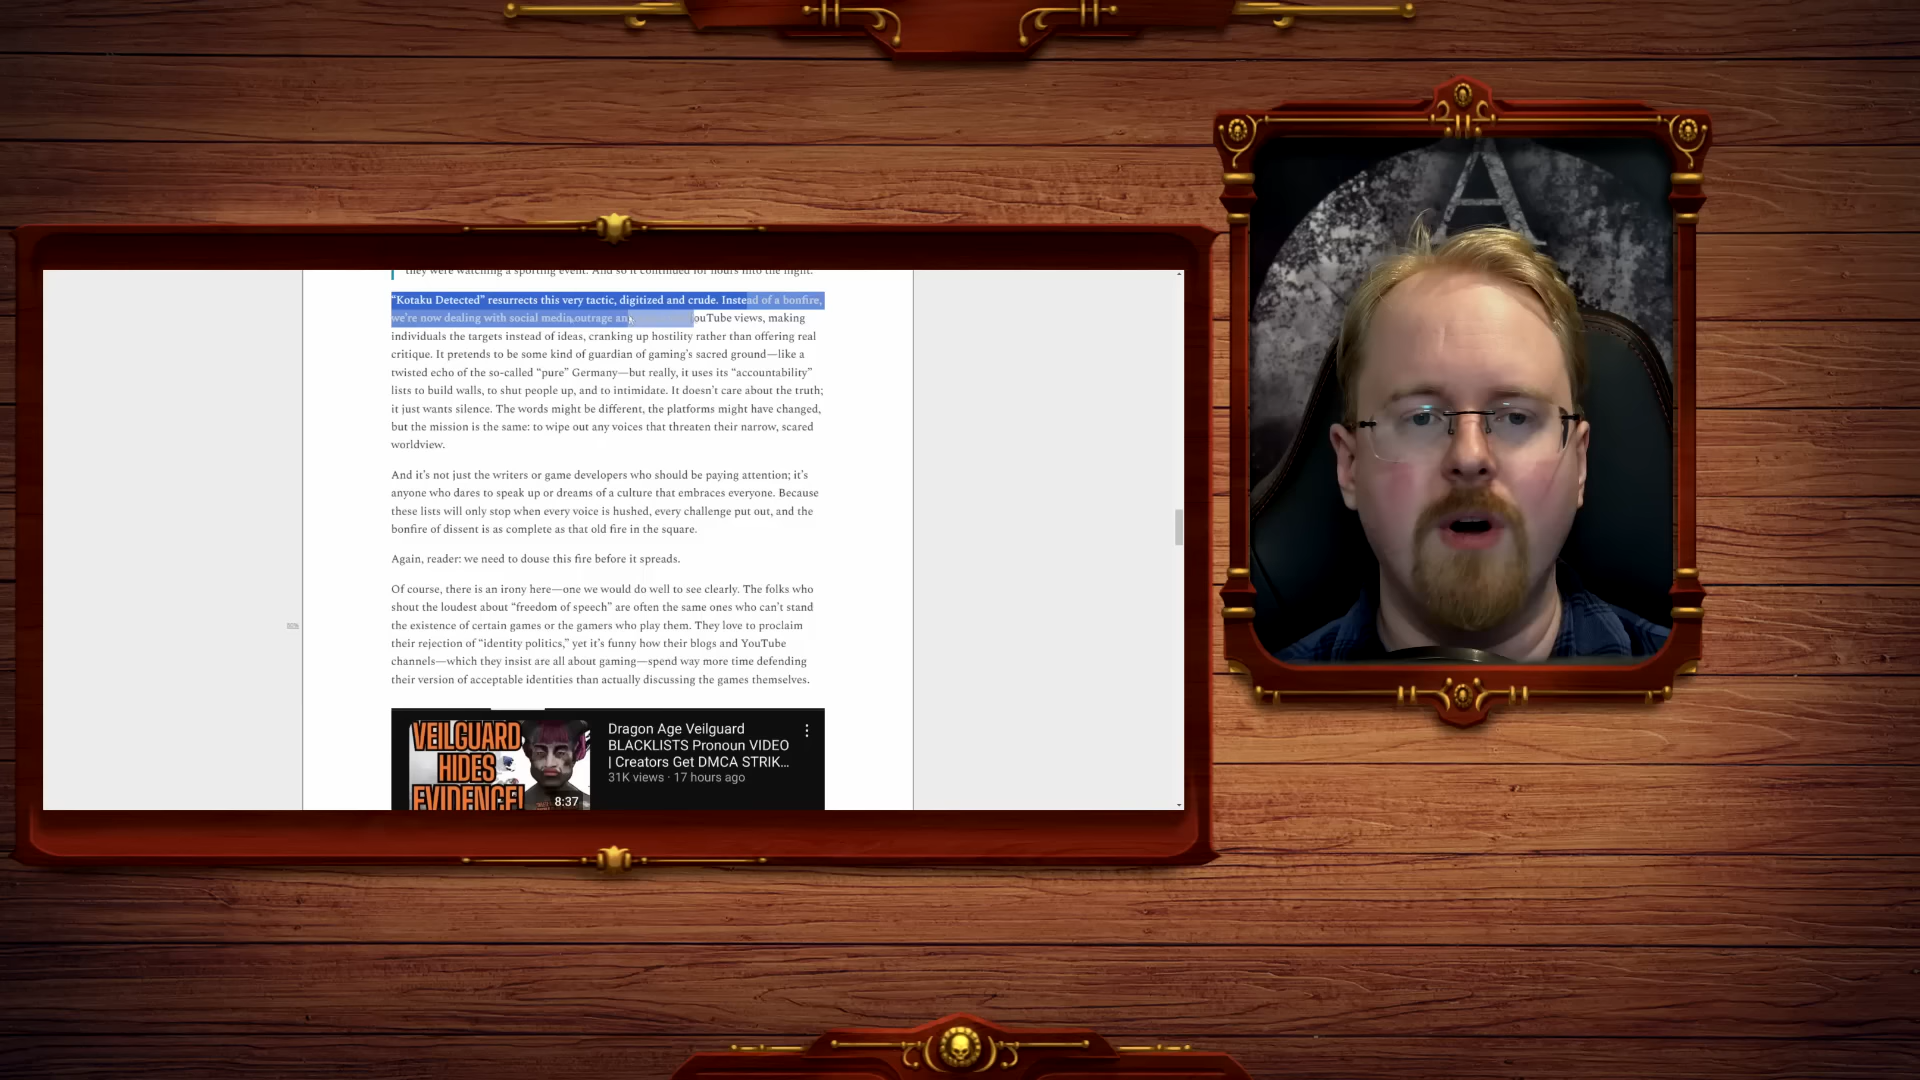 they were watching a sporting event. And so it continued for hours into the night.
“Kotaku Detected” resurrects this very tactic, digitized and crude. Instead of a bonfire,
we’re now dealing with social media outrage an ouTube views, making
individuals the targets instead of ideas, cranking up hostility rather than offering real
critique. It pretends to be some kind of guardian of gaming’s sacred ground—like a
twisted echo of the so-called “pure” Germany—but really, it uses its “accountability”
lists to build walls, to shut people up, and to intimidate. It doesn’t care about the truth;
it just wants silence. The words might be different, the platforms might have changed,
but the mission is the same: to wipe out any voices that threaten their narrow, scared
worldview.
And it’s not just the writers or game developers who should be paying attention; it’s
anyone who dares to speak up or dreams of a culture that embraces everyone. Because
these lists will only stop when every voice is hushed, every challenge put out, and the
bonfire of dissent is as complete as that old fire in the square.
Again, reader: we need to douse this fire before it spreads.
Of course, there is an irony here—one we would do well to see clearly. The folks who
shout the loudest about “freedom of speech” are often the same ones who can’t stand
the existence of certain games or the gamers who play them. They love to proclaim
their rejection of “identity politics,” yet it’s funny how their blogs and YouTube
channels—which they insist are all about gaming—spend way more time defending
their version of acceptable identities than actually discussing the games themselves.
VEILGUARD
HIDES
EVIDENCE!
8:37
Dragon Age Veilguard
BLACKLISTS Pronoun VIDEO
| Creators Get DMCA STRIK...
31K views · 17 hours ago
A